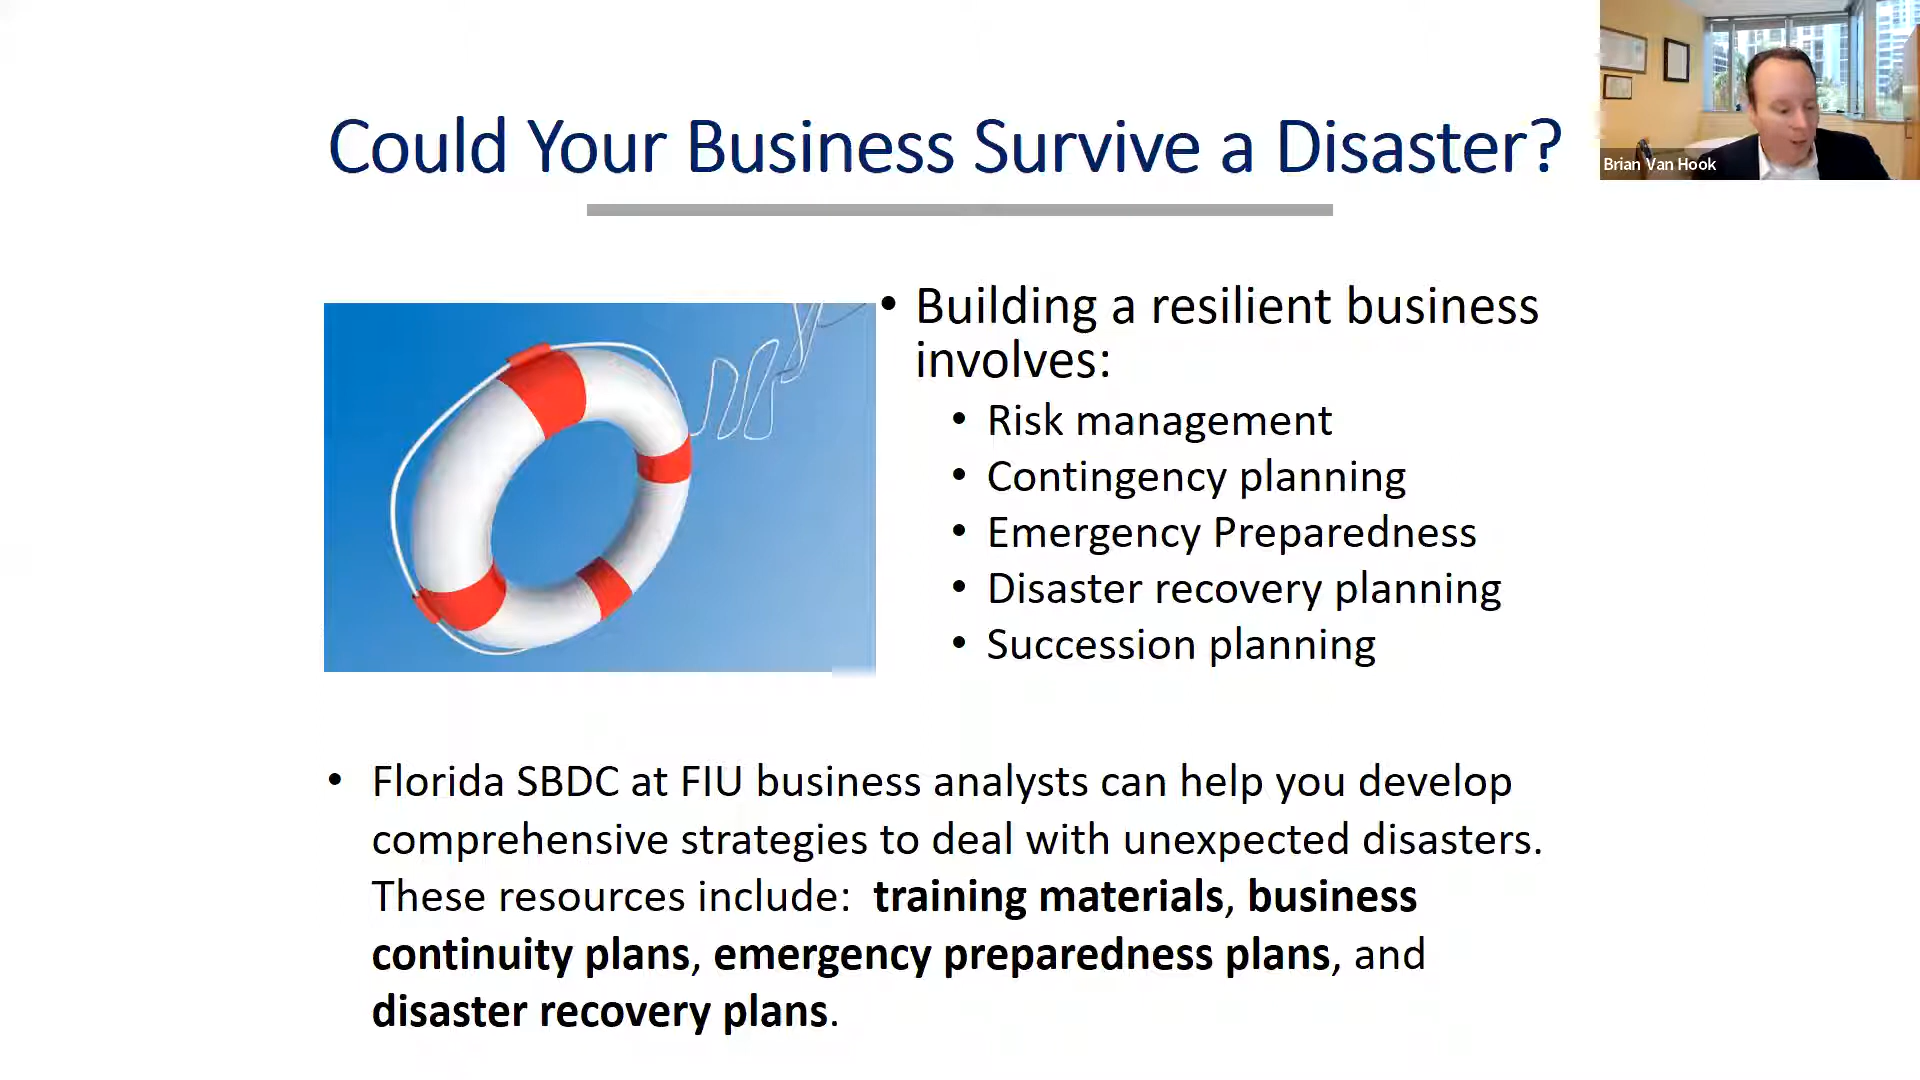 Could Your Business Survive a Disaster?
Brian Van Hook
• Building a resilient business
involves:
• Risk management
• Contingency planning
• Emergency Preparedness
• Disaster recovery planning
• Succession planning
• Florida SBDC at FIU business analysts can help you develop
comprehensive strategies to deal with unexpected disasters.
These resources include: training materials, business
continuity plans, emergency preparedness plans, and
disaster recovery plans.